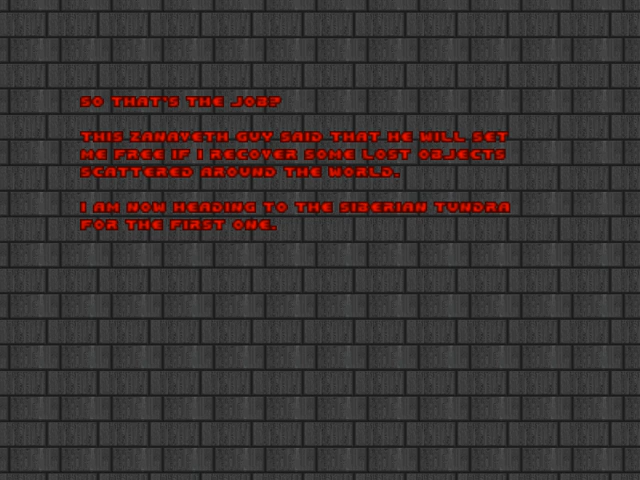 SO THAT'S THE JOB?
THIS ZANAVETH GUY SAID THAT HE WILL SET
ME FREE IF I RECOVER SOME LOST OBJECTS
SCATTERED AROUND THE WORLD.
I AM NOW HEADING TO THE SIBERIAN TUNDRA
FOR THE FIRST ONE.